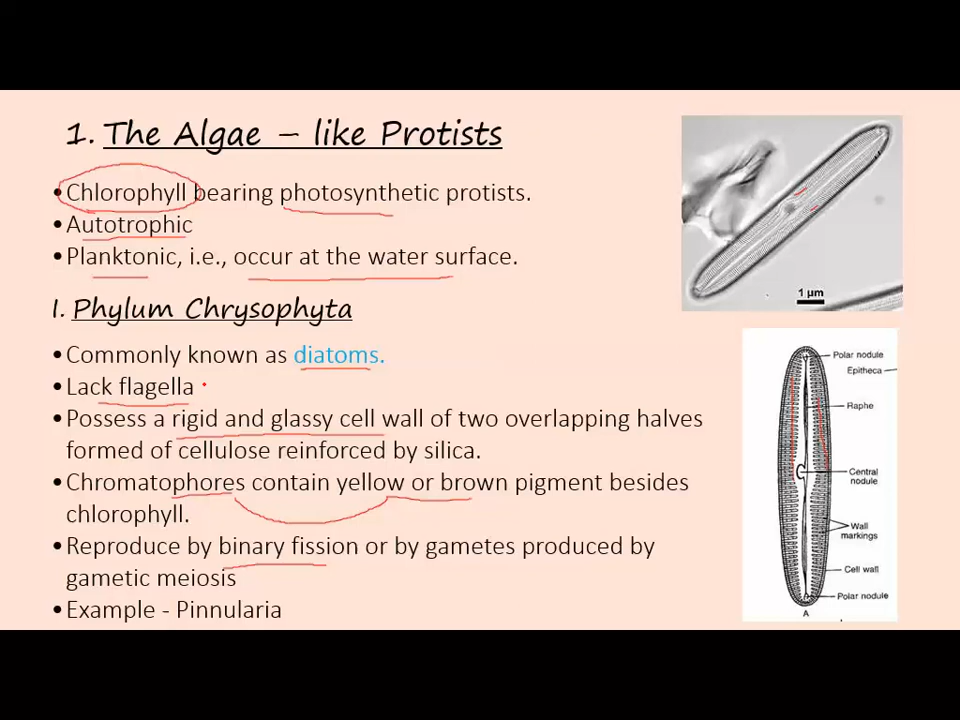 1. The Algae – like Protists
•Chlorophyll bearing photosynthetic protists.
•Autotrophic
•Planktonic, i.e., occur at the water surface.
I. Phylum Chrysophyta
•Commonly known as diatoms.
•Lack flagella
•Possess a rigid and glassy cell wall of two overlapping halves
formed of cellulose reinforced by silica.
•Chromatophores contain yellow or brown pigment besides
chlorophyll.
•Reproduce by binary fission or by gametes produced by
gametic meiosis
•Example - Pinnularia
1 μm
Polar nodule
Epitheca
Raphe
Central
nodule
Wall
markings
Cell wall
Polar nodule
A